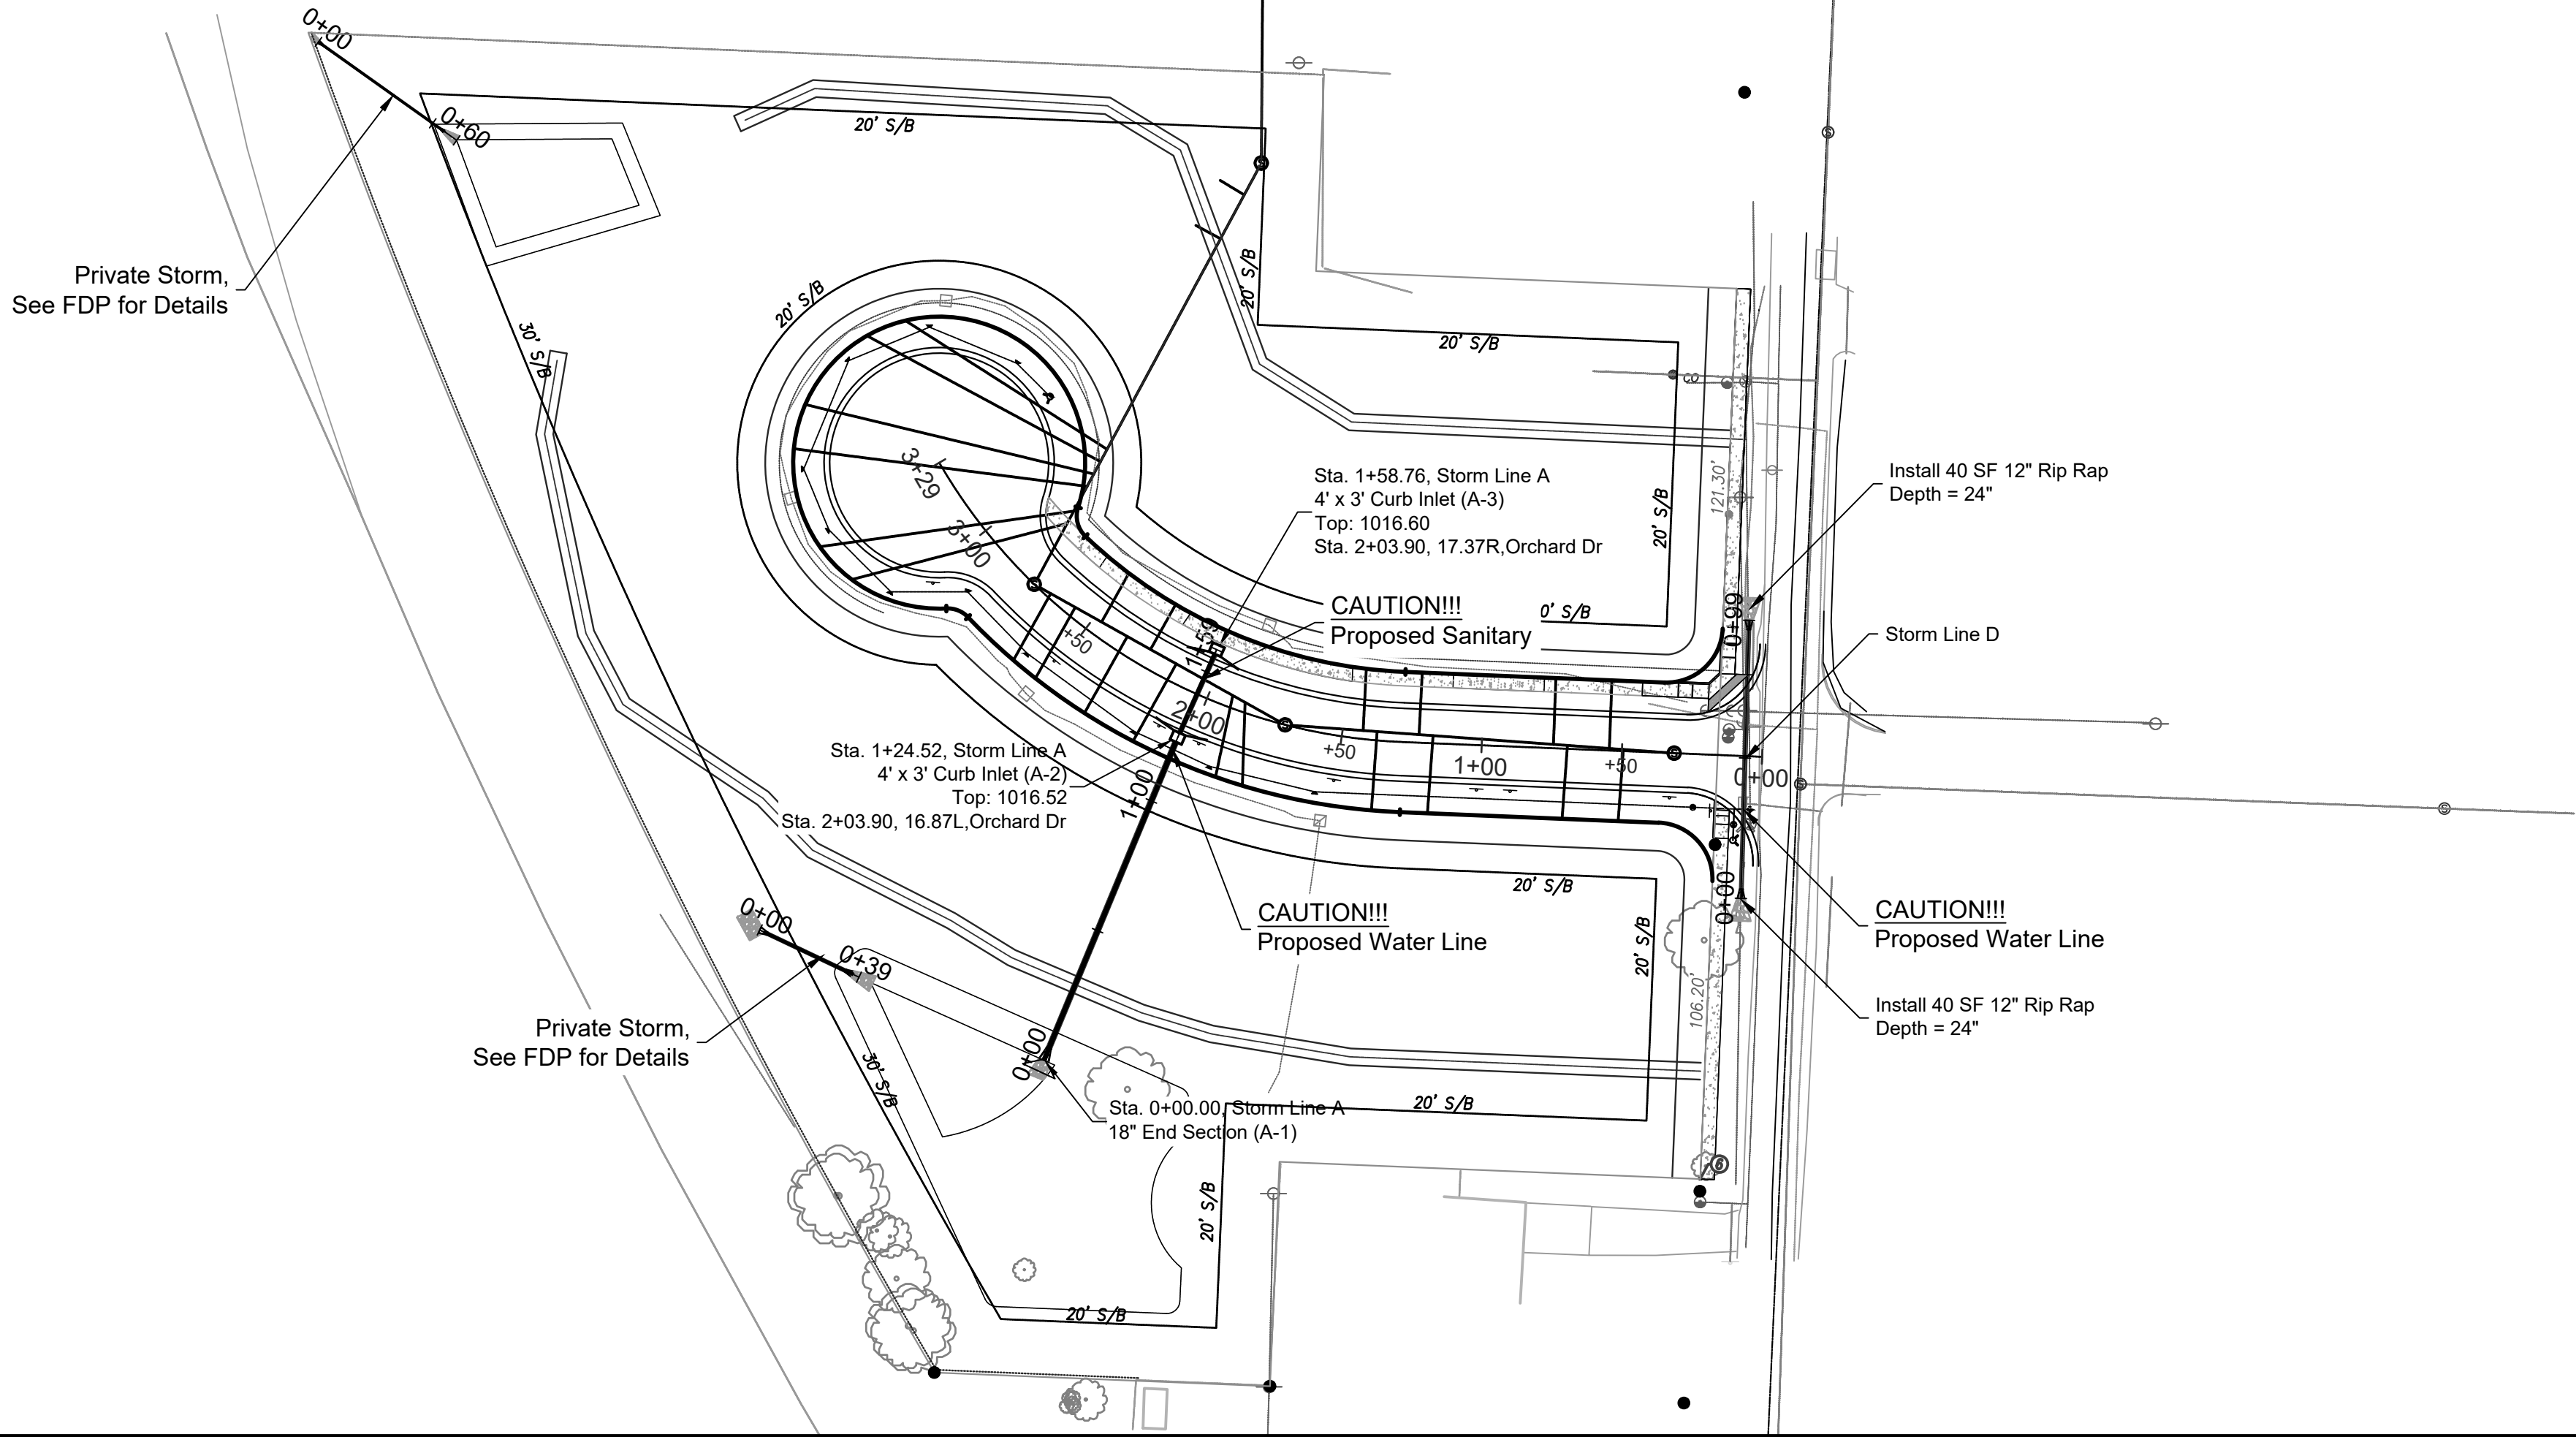 0+00
0+60
20' S/B
Private Storm,
See FDP for Details
30' S/B
20' S/B
20' S/B
20' S/B
CO
121.30'
20' S/B
3+29
3+00
Sta. 1+58.76, Storm Line A
4' x 3' Curb Inlet (A-3)
Top: 1016.60
Sta. 2+03.90, 17.37R,Orchard Dr
Install 40 SF 12" Rip Rap
Depth = 24"
CAUTION!!!
Proposed Sanitary
0' S/B
0+99
Storm Line D
+50
1+59
2+00
+50
1+00
+50
0+00
Sta. 1+24.52, Storm Line A
4' x 3' Curb Inlet (A-2)
Top: 1016.52
Sta. 2+03.90, 16.87L,Orchard Dr
1+00
20' S/B
0+00
CAUTION!!!
Proposed Water Line
CAUTION!!!
Proposed Water Line
20' S/B
0+00
0+39
106.20'
Install 40 SF 12" Rip Rap
Depth = 24"
Private Storm,
See FDP for Details
0+00
30' S/B
Sta. 0+00.00, Storm Line A
18" End Section (A-1)
20' S/B
6
20' S/B
20' S/B
S
S
S
S
S
S
S